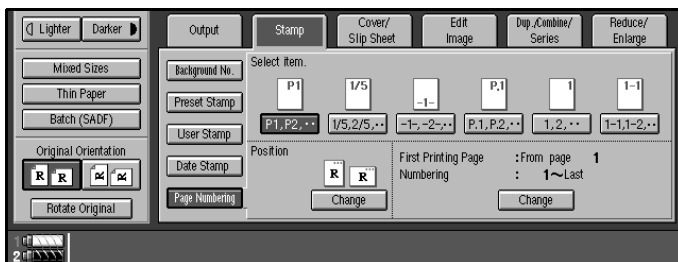 Lighter Darker
Mixed Sizes
Thin Paper
Batch (SADF)
Original Orientation
R R R R
Rotate Original
Output
Stamp
Cover/
Slip Sheet
Edit
Image
Dup./Combine/
Series
Reduce/
Enlarge
Background No.
Preset Stamp
User Stamp
Date Stamp
Page Numbering
Select item.
P1 1/5 -1- P.1 1 1-1
P1,P2,·· 1/5,2/5,·· -1-,-2-,·· P.1,P.2,·· 1,2,·· 1-1,1-2,··
Position
R R
Change
First Printing Page :From page 1
Numbering : 1～Last
Change
1
2